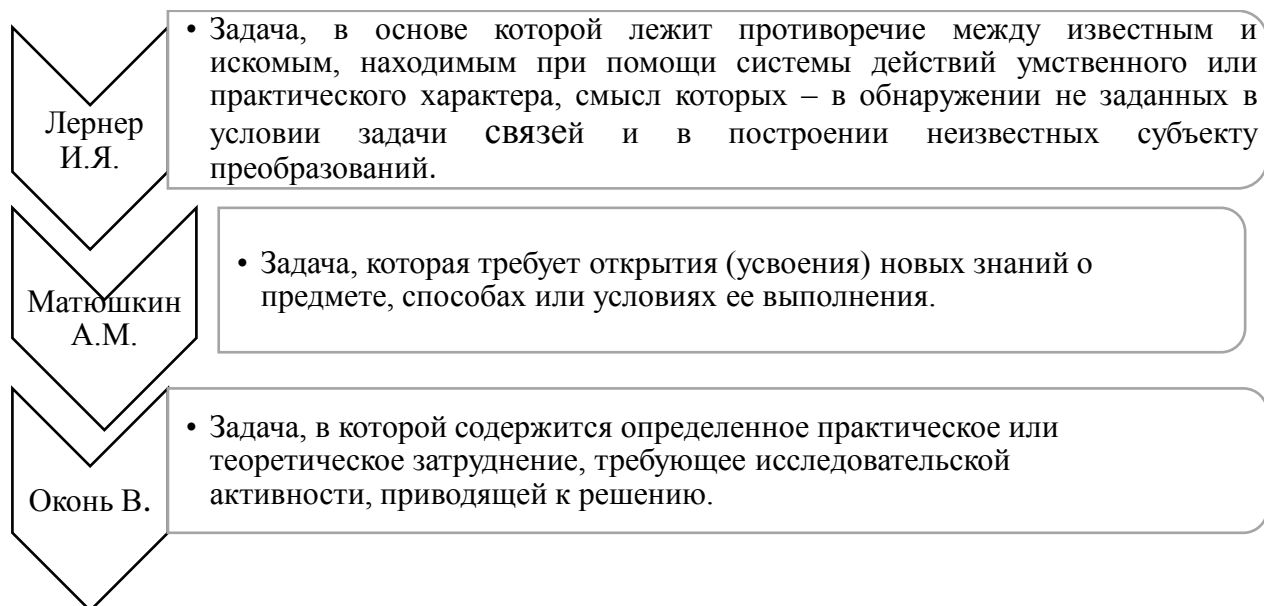 Лернер
И.Я.
• Задача, в основе которой лежит противоречие между известным и
искомым, находимым при помощи системы действий умственного или
практического характера, смысл которых – в обнаружении не заданных в
условии задачи связей и в построении неизвестных субъекту
преобразований.
Матюшкин
А.М.
• Задача, которая требует открытия (усвоения) новых знаний о
предмете, способах или условиях ее выполнения.
Оконь В.
• Задача, в которой содержится определенное практическое или
теоретическое затруднение, требующее исследовательской
активности, приводящей к решению.